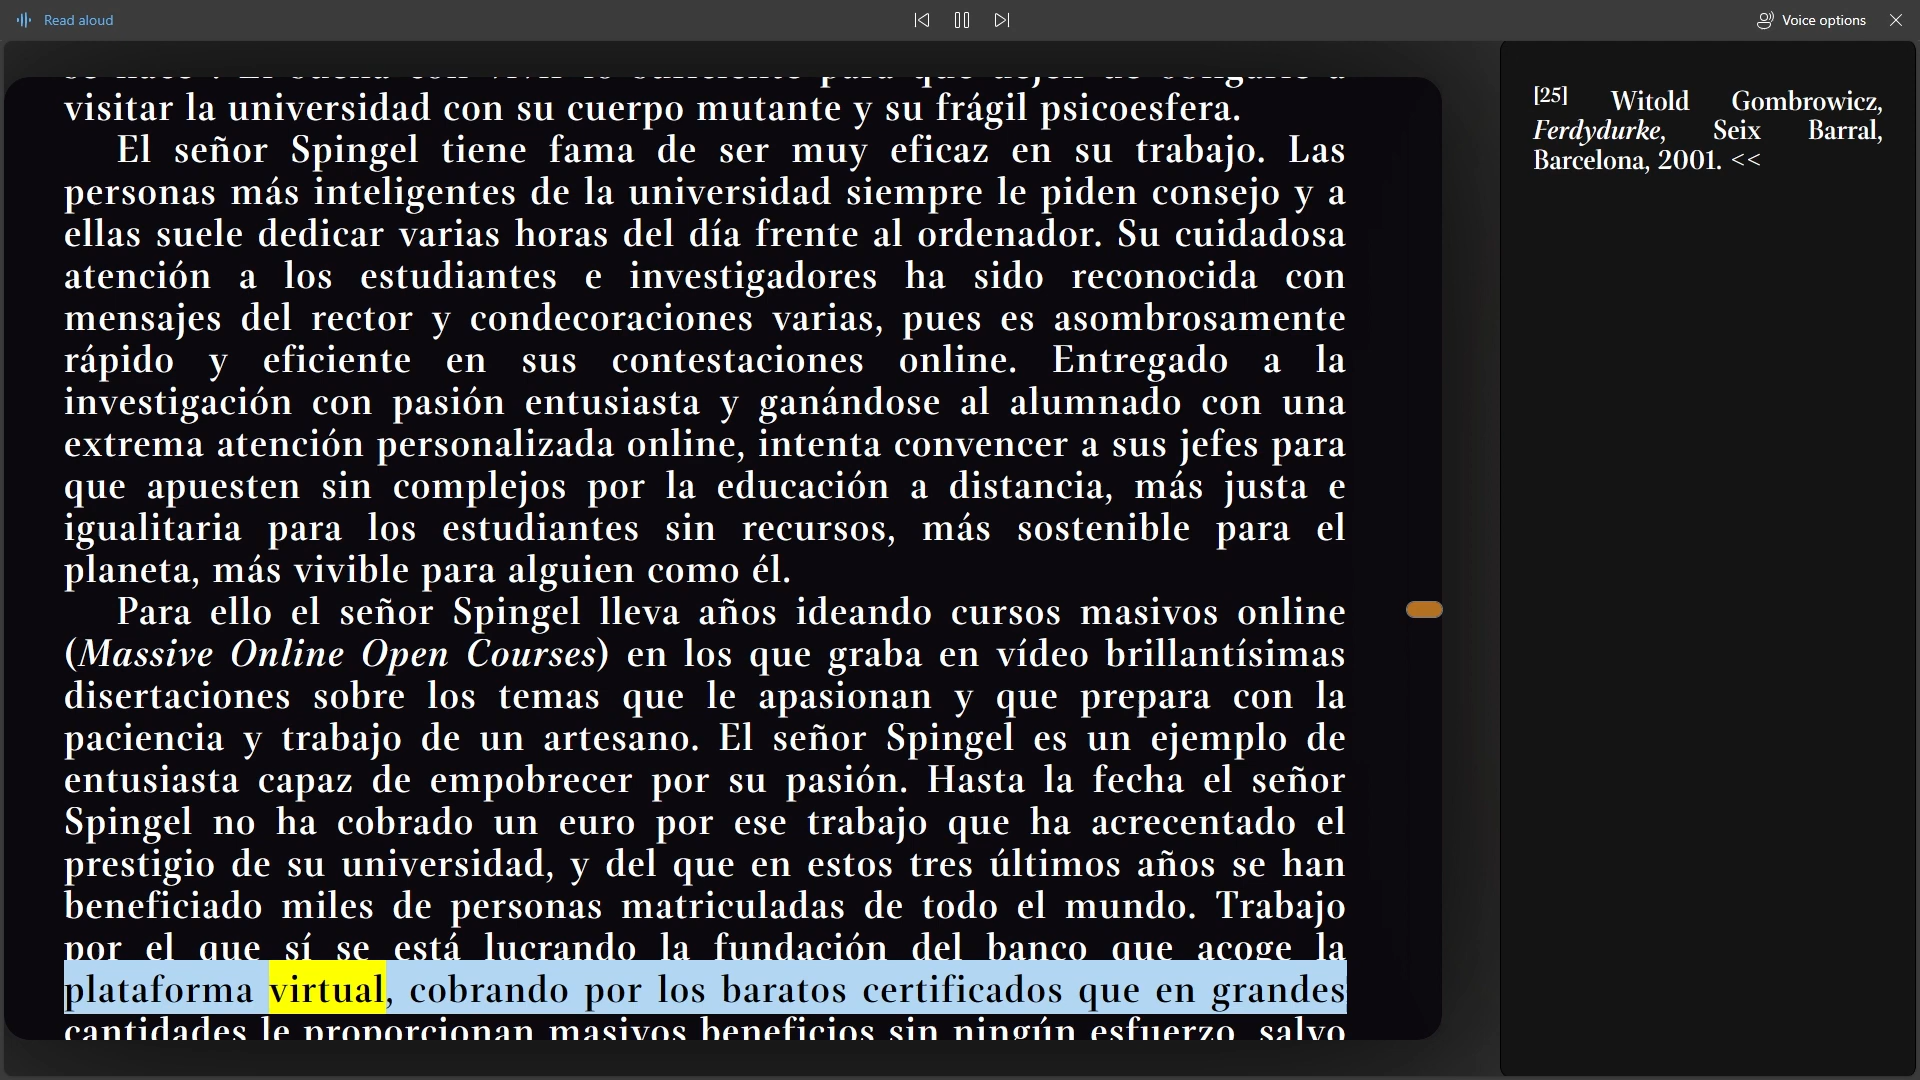 Read aloud
Voice options
visitar la universidad con su cuerpo mutante y su frágil psicoesfera.
El señor Spingel tiene fama de ser muy eficaz en su trabajo. Las
personas más inteligentes de la universidad siempre le piden consejo y a
ellas suele dedicar varias horas del día frente al ordenador. Su cuidadosa
atención a los estudiantes e investigadores ha sido reconocida con
mensajes del rector y condecoraciones varias, pues es asombrosamente
rápido y eficiente en sus contestaciones online. Entregado a la
investigación con pasión entusiasta y ganándose al alumnado con una
extrema atención personalizada online, intenta convencer a sus jefes para
que apuesten sin complejos por la educación a distancia, más justa e
igualitaria para los estudiantes sin recursos, más sostenible para el
planeta, más vivible para alguien como él.
Para ello el señor Spingel lleva años ideando cursos masivos online
(Massive Online Open Courses) en los que graba en vídeo brillantísimas
disertaciones sobre los temas que le apasionan y que prepara con la
paciencia y trabajo de un artesano. El señor Spingel es un ejemplo de
entusiasta capaz de empobrecer por su pasión. Hasta la fecha el señor
Spingel no ha cobrado un euro por ese trabajo que ha acrecentado el
prestigio de su universidad, y del que en estos tres últimos años se han
beneficiado miles de personas matriculadas de todo el mundo. Trabajo
por el que sí se está lucrando la fundación del banco que acoge la
plataforma virtual, cobrando por los baratos certificados que en grandes
cantidades le proporcionan masivos beneficios sin ningún esfuerzo, salvo
[25] Witold Gombrowicz,
Ferdydurke, Seix Barral,
Barcelona, 2001. <<